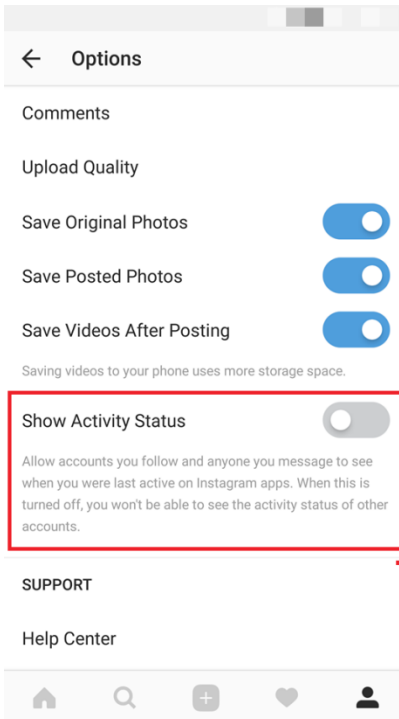 Options
Comments
Upload Quality
Save Original Photos
Save Posted Photos
Save Videos After Posting
Saving videos to your phone uses more storage space.
Show Activity Status
Allow accounts you follow and anyone you message to see
when you were last active on Instagram apps. When this is
turned off, you won't be able to see the activity status of other
accounts.
SUPPORT
Help Center